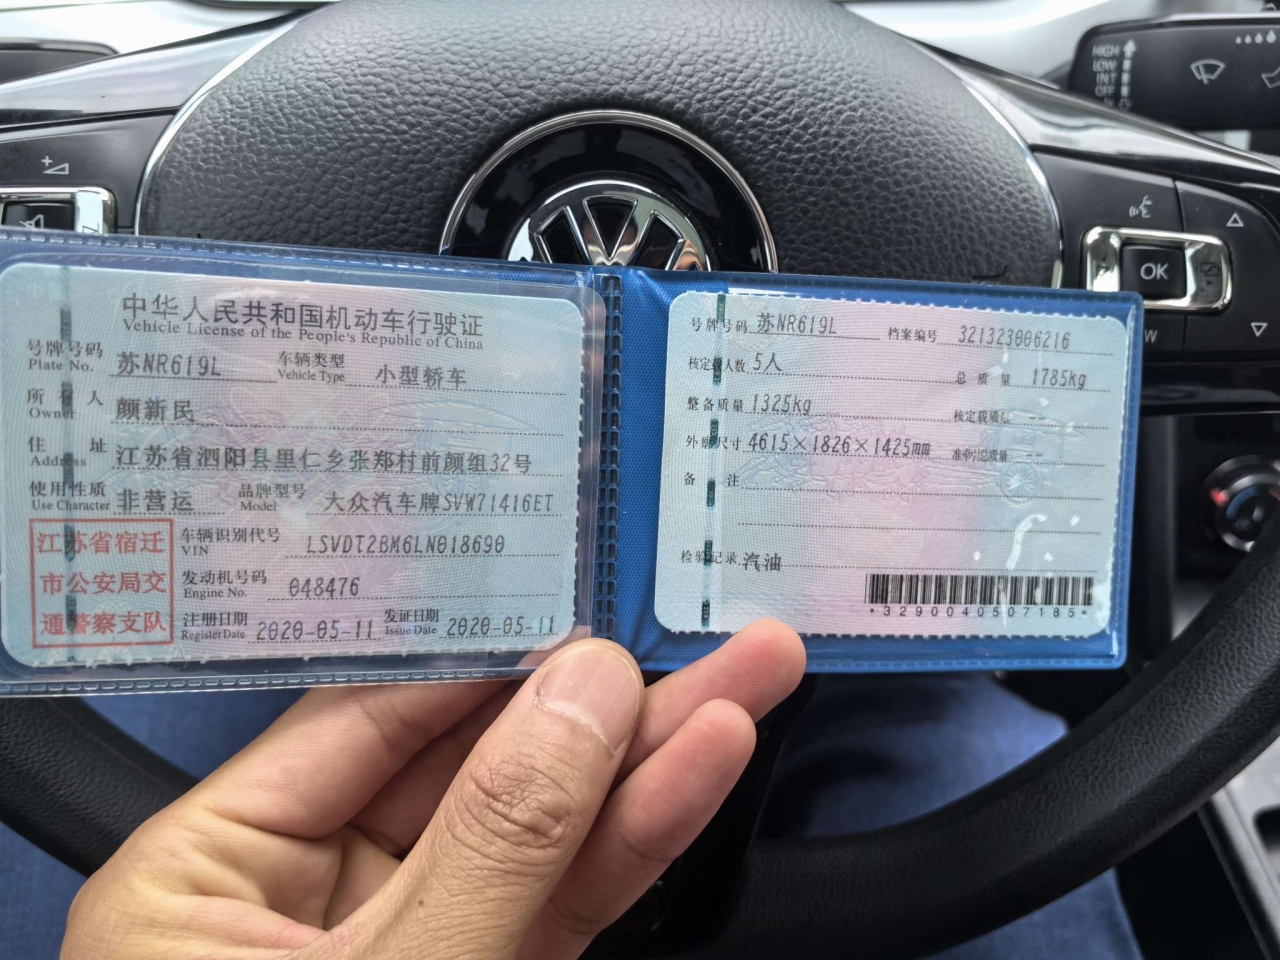 中华人民共和国机动车行驶证
Vehicle License of the People's Republic of China
号牌号码 苏NR619L 车辆类型 小型轿车
Plate No. Vehicle Type
所有人 颜新民
Owner
住址 江苏省泗阳县里仁乡张郑村前颜组32号
Address
使用性质 非营运 品牌型号 大众汽车牌SVW71416ET
Use Character Model
江苏省宿迁
市公安局交
通警察支队
车辆识别代号 LSVDT2BM6LN018690
VIN
发动机号码 048476
Engine No.
注册日期 2020-05-11 发证日期 2020-05-11
Register Date Issue Date
号牌号码 苏NR619L 档案编号 321323006216
核定载人数 5人 总质量 1785kg
整备质量 1325kg 核定载质量 --
外廓尺寸 4615×1826×1425mm 准牵引总质量 --
备注
检验记录 汽油
*3290040507185*
HIGH
LOW
INT
OFF
1x
OK